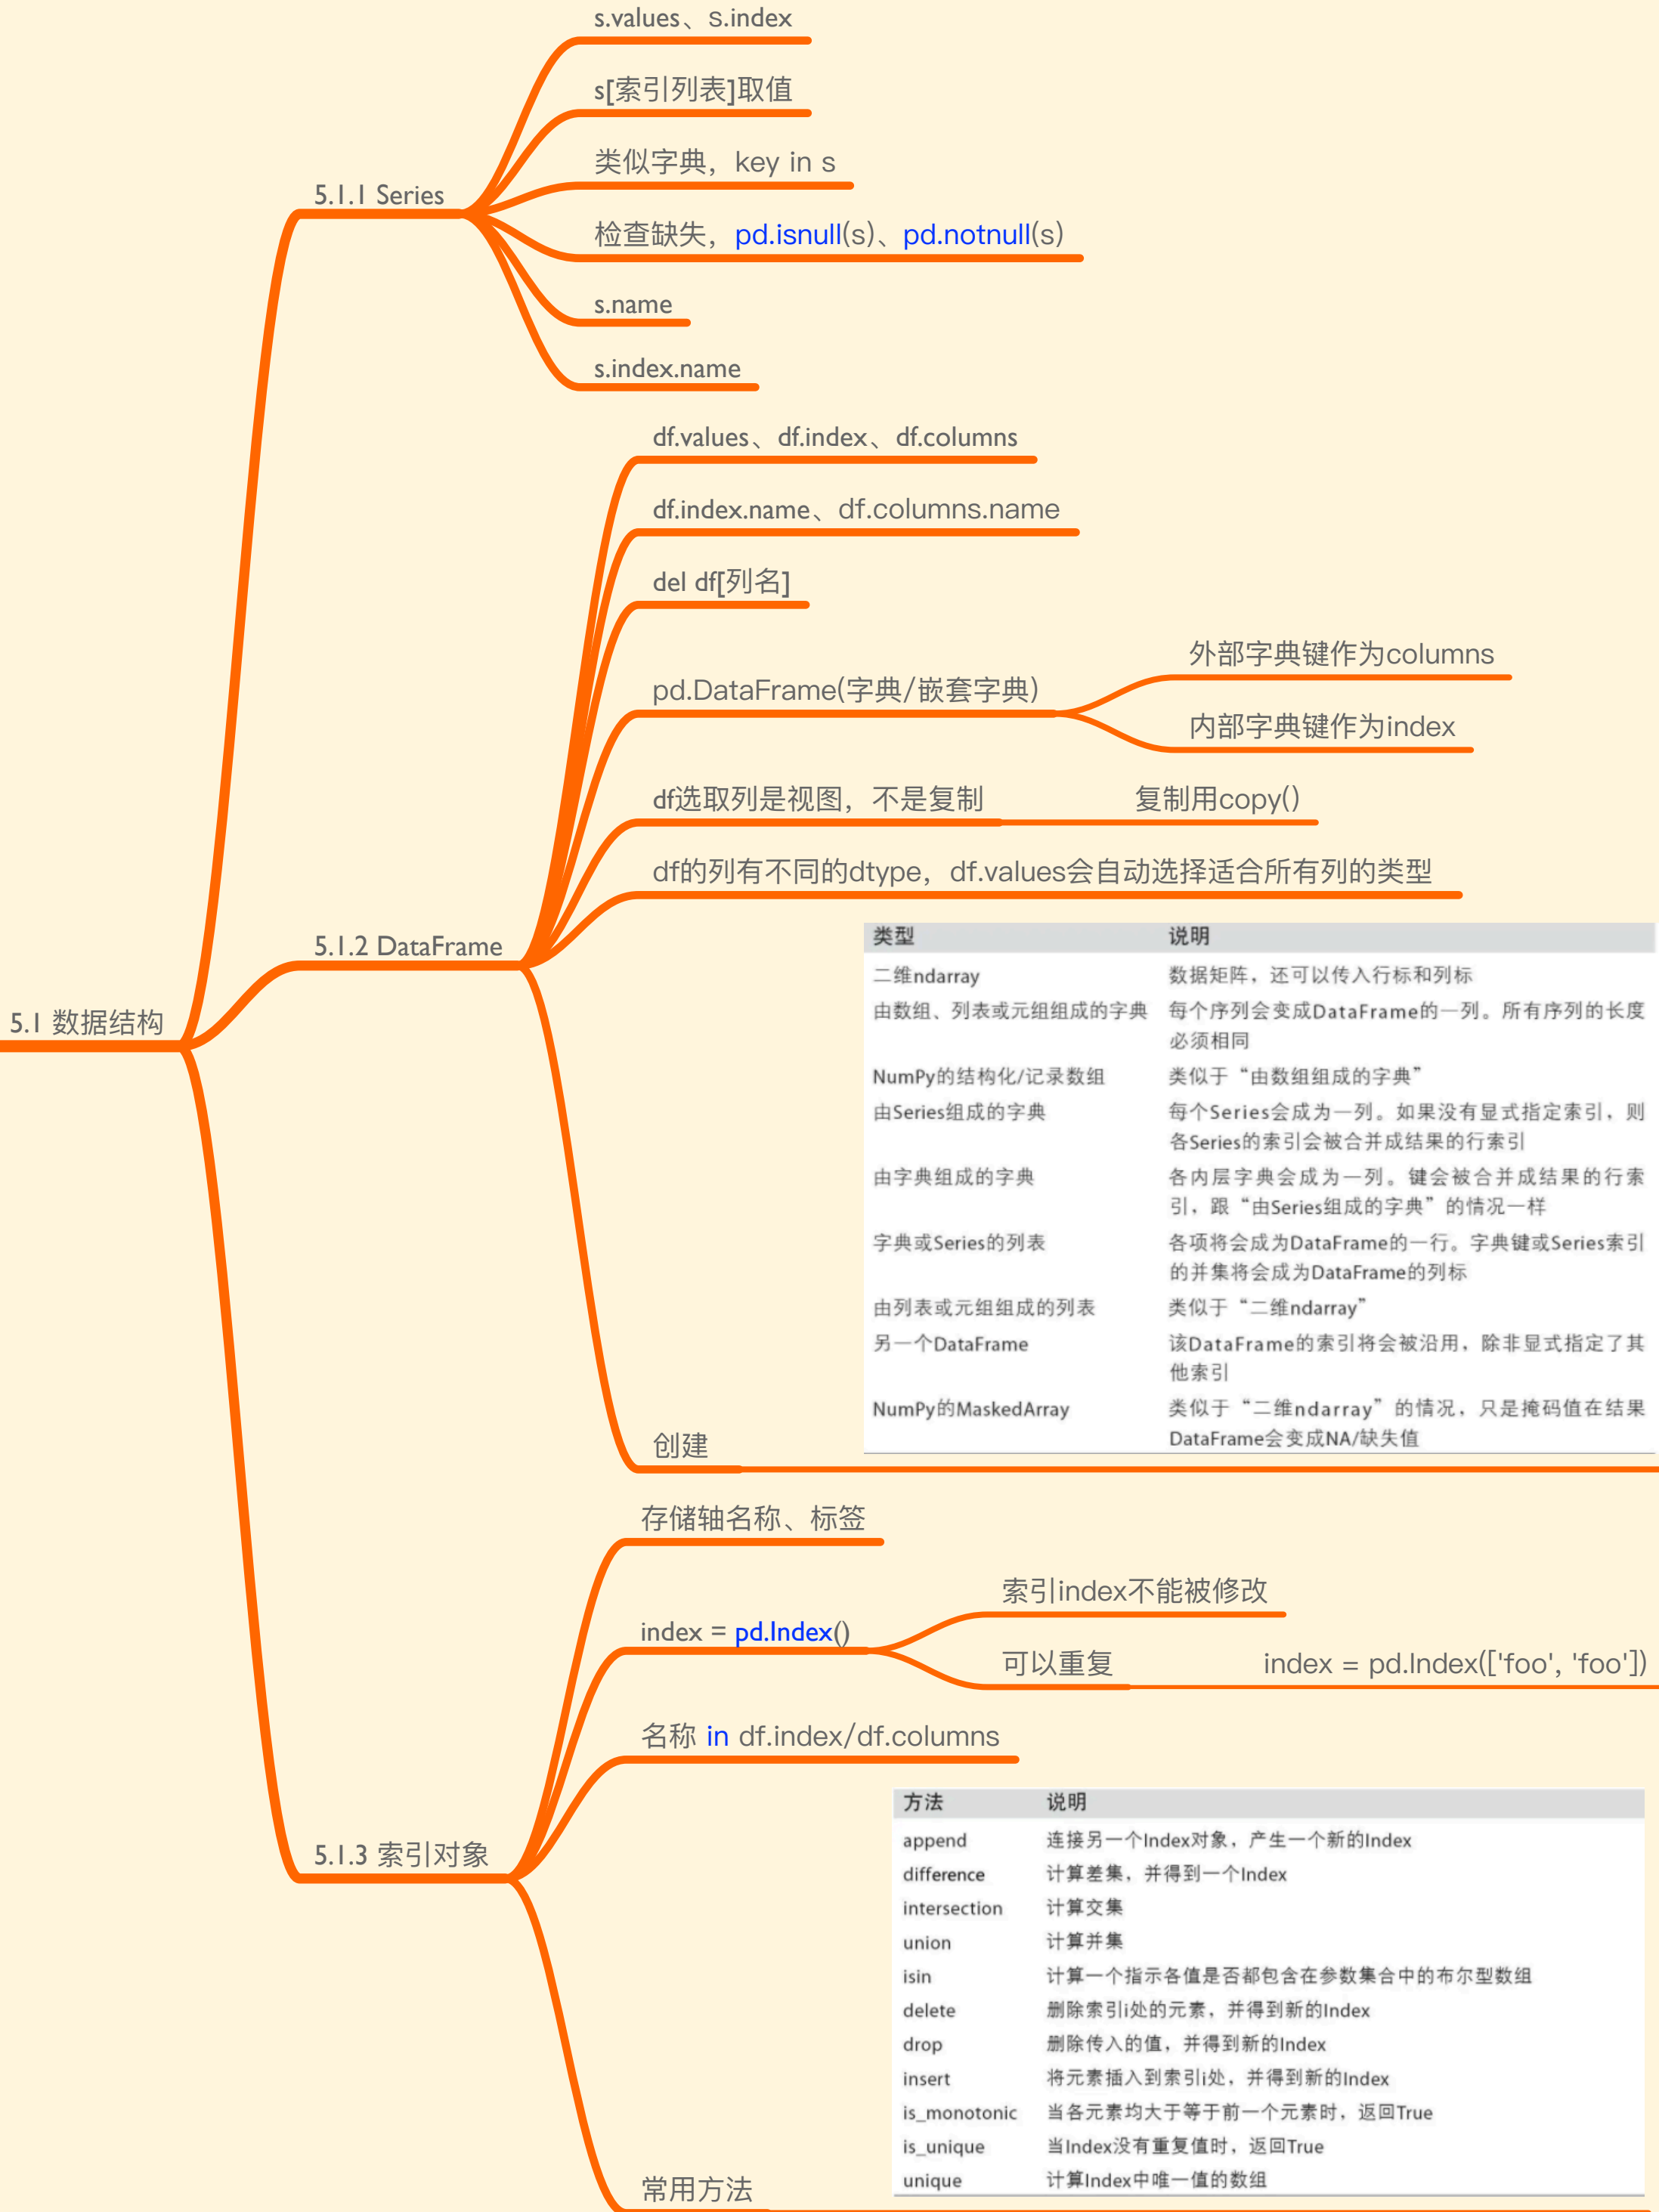 s.values、s.index
s[索引列表]取值
类似字典，key in s
5.1.1 Series
检查缺失，pd.isnull(s)、pd.notnull(s)
s.name
s.index.name
df.values、df.index、df.columns
df.index.name、df.columns.name
del df[列名]
外部字典键作为columns
pd.DataFrame(字典/嵌套字典)
内部字典键作为index
df选取列是视图，不是复制
复制用copy()
df的列有不同的dtype，df.values会自动选择适合所有列的类型
5.1.2 DataFrame
5.1 数据结构
类型 说明
二维ndarray 数据矩阵，还可以传入行标和列标
由数组、列表或元组组成的字典 每个序列会变成DataFrame的一列。所有序列的长度
必须相同
NumPy的结构化/记录数组 类似于“由数组组成的字典”
由Series组成的字典 每个Series会成为一列。如果没有显式指定索引，则
各Series的索引会被合并成结果的行索引
由字典组成的字典 各内层字典会成为一列。键会被合并成结果的行索
引，跟“由Series组成的字典”的情况一样
字典或Series的列表 各项将会成为DataFrame的一行。字典键或Series索引
的并集将会成为DataFrame的列标
由列表或元组组成的列表 类似于“二维ndarray”
另一个DataFrame 该DataFrame的索引将会被沿用，除非显式指定了其
他索引
NumPy的MaskedArray 类似于“二维ndarray”的情况，只是掩码值在结果
DataFrame会变成NA/缺失值
创建
存储轴名称、标签
索引index不能被修改
index = pd.Index()
可以重复
index = pd.Index(['foo', 'foo'])
名称 in df.index/df.columns
5.1.3 索引对象
方法 说明
append 连接另一个Index对象，产生一个新的Index
difference 计算差集，并得到一个Index
intersection 计算交集
union 计算并集
isin 计算一个指示各值是否都包含在参数集合中的布尔型数组
delete 删除索引i处的元素，并得到新的Index
drop 删除传入的值，并得到新的Index
insert 将元素插入到索引i处，并得到新的Index
is_monotonic 当各元素均大于等于前一个元素时，返回True
is_unique 当Index没有重复值时，返回True
unique 计算Index中唯一值的数组
常用方法